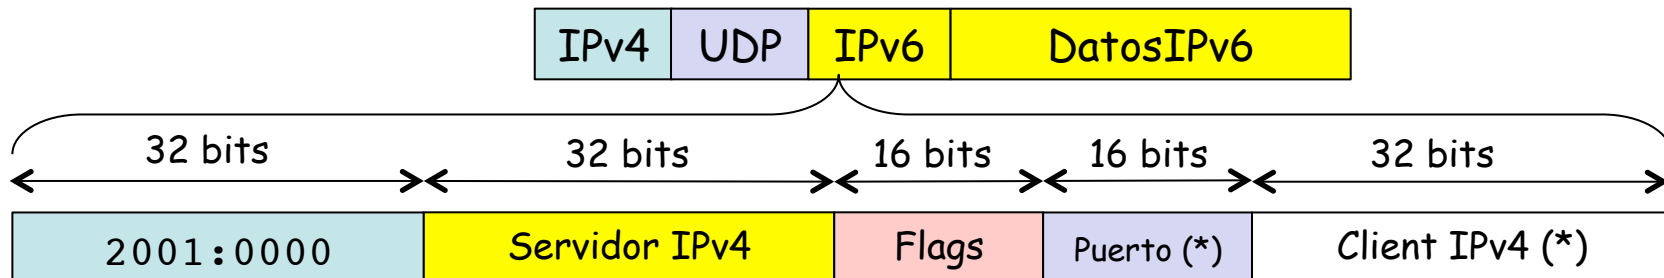 IPv4 UDP IPv6 DatosIPv6
32 bits 32 bits 16 bits 16 bits 32 bits
2001:0000 Servidor IPv4 Flags Puerto (*) Client IPv4 (*)